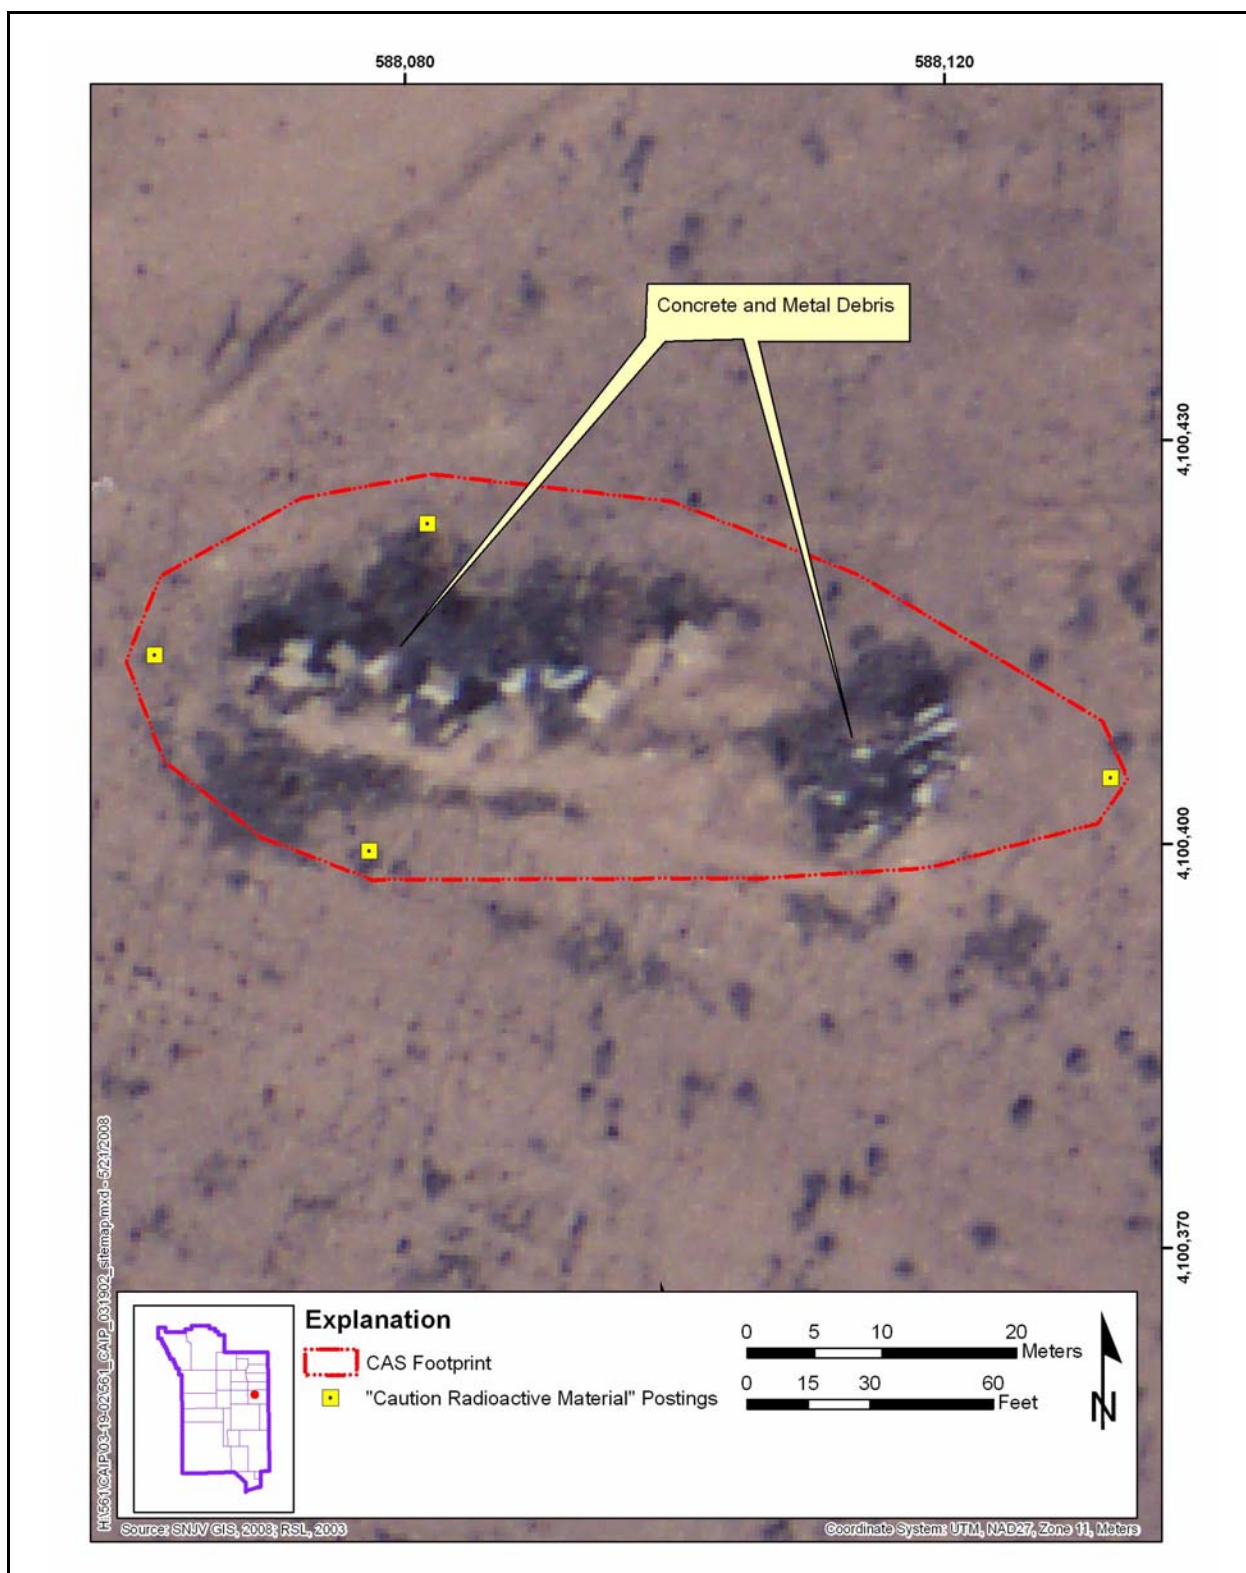 588,080
588,120
Concrete and Metal Debris
4,100,430
4,100,400
4,100,370
H:\561\CAIP\03-19-02\561_CAIP_031902_sitemap.mxd - 5/21/2008
Explanation
CAS Footprint
"Caution Radioactive Material" Postings
0 5 10 20
Meters
0 15 30 60
Feet
N
Source: SNJV GIS, 2008; RSL, 2003
Coordinate System: UTM, NAD27, Zone 11, Meters